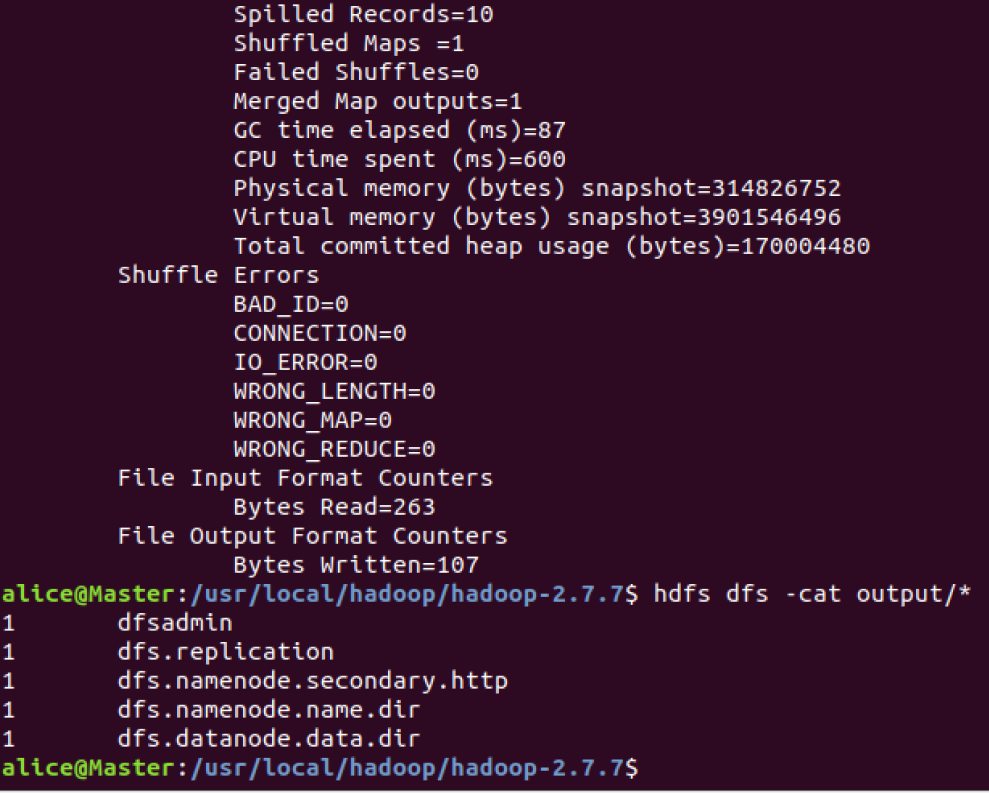 Spilled Records=10
Shuffled Maps =1
Failed Shuffles=0
Merged Map outputs=1
GC time elapsed (ms)=87
CPU time spent (ms)=600
Physical memory (bytes) snapshot=314826752
Virtual memory (bytes) snapshot=3901546496
Total committed heap usage (bytes)=170004480
Shuffle Errors
BAD_ID=0
CONNECTION=0
IO_ERROR=0
WRONG_LENGTH=0
WRONG_MAP=0
WRONG_REDUCE=0
File Input Format Counters
Bytes Read=263
File Output Format Counters
Bytes Written=107
alice@Master:/usr/local/hadoop/hadoop-2.7.7$ hdfs dfs -cat output/*
1 dfsadmin
1 dfs.replication
1 dfs.namenode.secondary.http
1 dfs.namenode.name.dir
1 dfs.datanode.data.dir
alice@Master:/usr/local/hadoop/hadoop-2.7.7$